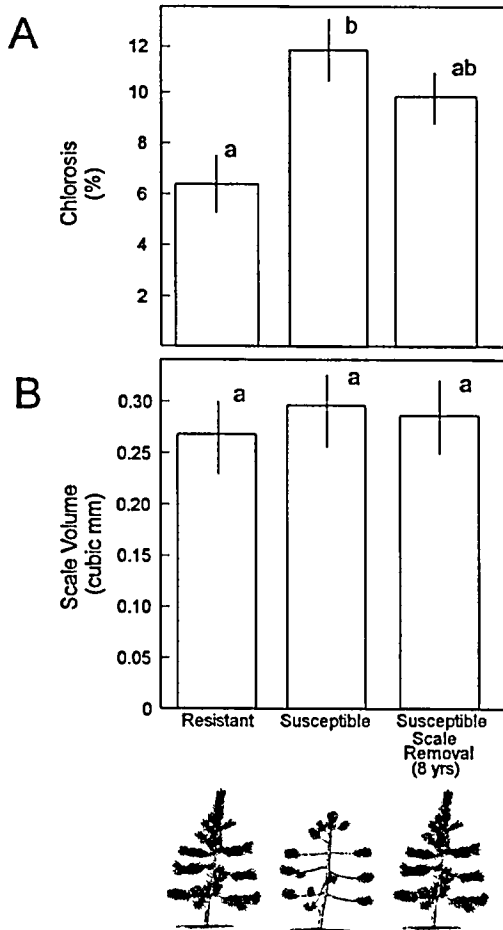 A
Chlorosis
(%)
12
10
8
6
4
2
a
b
ab
B
Scale Volume
(cubic mm)
0.30
0.25
0.20
0.15
0.10
0.05
0
a
a
a
Resistant
Susceptible
Susceptible
Scale
Removal
(8 yrs)